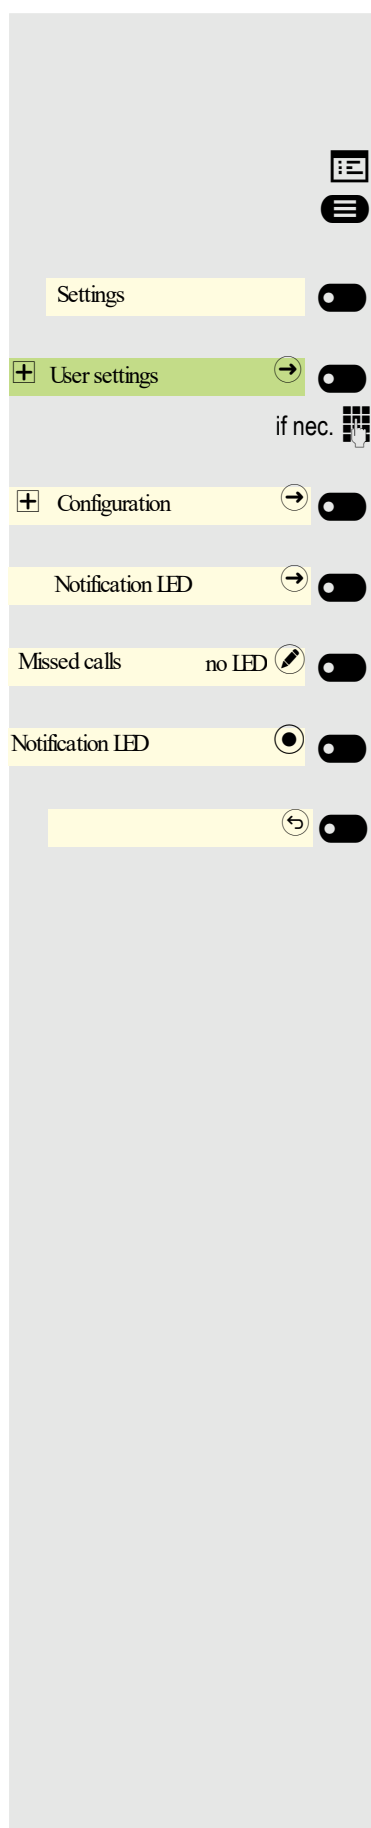 Settings
User settings
if nec.
Configuration
Notification LED
Missed calls no LED
Notification LED